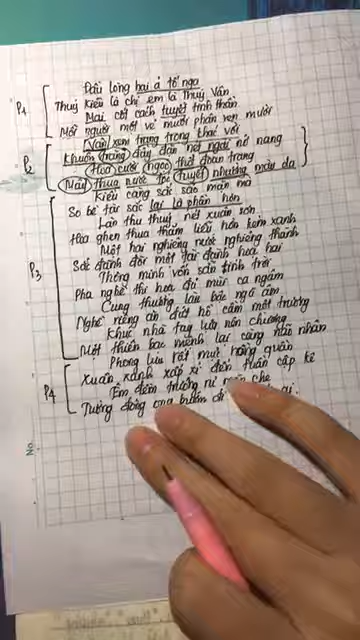 Đầu lòng hai ả tố nga
P1 Thuý Kiều là chị em là Thuý Vân
Mai cốt cách tuyết tinh thần
Mỗi người một vẻ mười phân vẹn mười
P2 Vân xem trang trọng khác vời
Khuôn trăng đầy đặn nét ngài nở nang
Hoa cười ngọc thốt đoan trang
Mây thua nước tóc tuyết nhường màu da
P3 Kiều càng sắc sảo mặn mà
So bề tài sắc lại là phần hơn
Làn thu thuỷ nét xuân sơn
Hoa ghen thua thắm liễu hờn kém xanh
Một hai nghiêng nước nghiêng thành
Sắc đành đòi một tài đành hoạ hai
Thông minh vốn sẵn tính trời
Pha nghề thi hoạ đủ mùi ca ngâm
Cung thương lầu bậc ngũ âm
Nghề riêng ăn đứt hồ cầm một trương
Khúc nhà tay lựa nên chương
Một thiên bạc mệnh lại càng não nhân
P4 Phong lưu rất mực hồng quần
Xuân xanh xấp xỉ đến tuần cập kê
Êm đềm trướng rủ che
Tường đông ong bướm đi
No